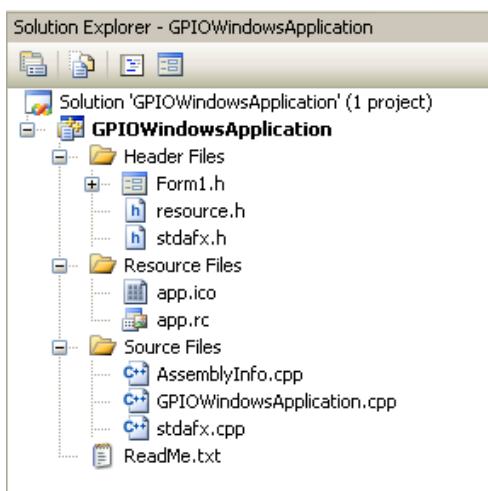 Solution Explorer - GPIOWindowsApplication
Solution 'GPIOWindowsApplication' (1 project)
GPIOWindowsApplication
Header Files
Form1.h
resource.h
stdafx.h
Resource Files
app.ico
app.rc
Source Files
AssemblyInfo.cpp
GPIOWindowsApplication.cpp
stdafx.cpp
ReadMe.txt